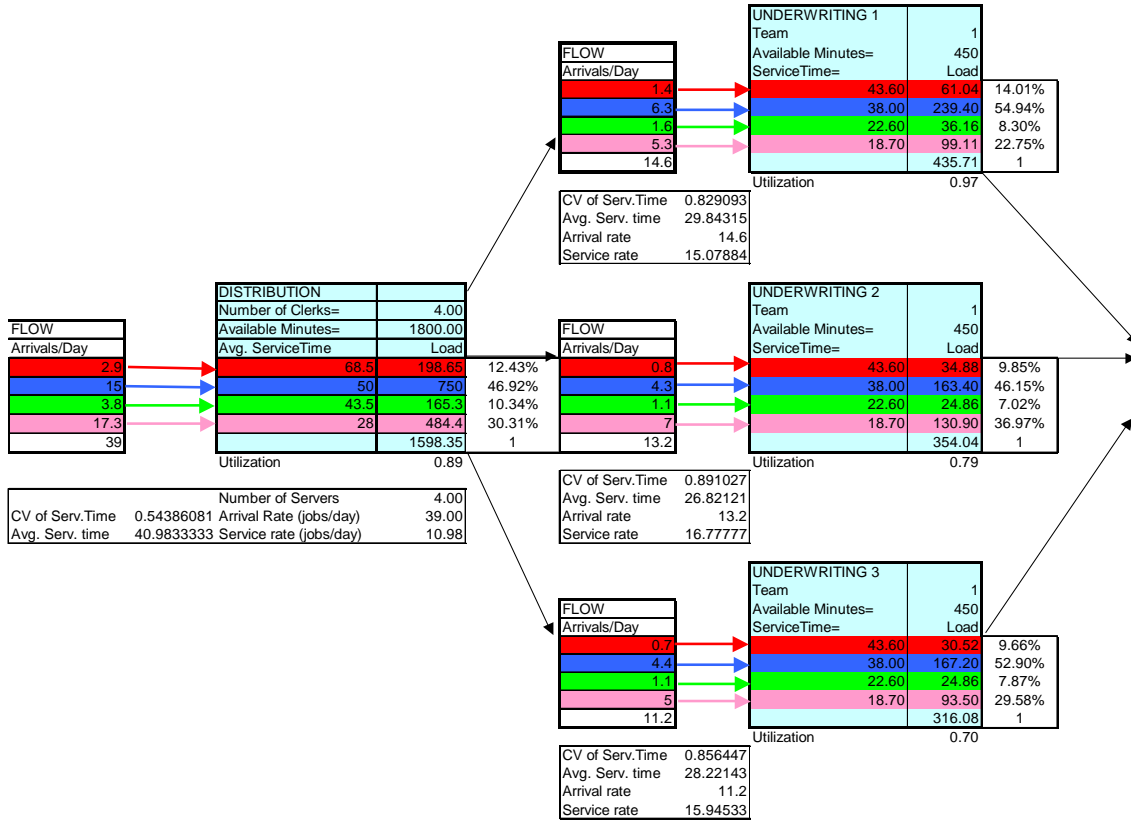 UNDERWRITING 1
Team 1
FLOW Available Minutes= 450
Arrivals/Day ServiceTime= Load
1.4 43.60 61.04 14.01%
6.3 38.00 239.40 54.94%
1.6 22.60 36.16 8.30%
5.3 18.70 99.11 22.75%
14.6 435.71 1
Utilization 0.97
CV of Serv.Time 0.829093
Avg. Serv. time 29.84315
Arrival rate 14.6
Service rate 15.07884
DISTRIBUTION
Number of Clerks= 4.00
FLOW Available Minutes= 1800.00
Arrivals/Day Avg. ServiceTime Load
2.9 68.5 198.65 12.43%
15 50 750 46.92%
3.8 43.5 165.3 10.34%
17.3 28 484.4 30.31%
39 1598.35 1
Utilization 0.89
Number of Servers 4.00
CV of Serv.Time 0.54386081 Arrival Rate (jobs/day) 39.00
Avg. Serv. time 40.9833333 Service rate (jobs/day) 10.98
UNDERWRITING 2
Team 1
FLOW Available Minutes= 450
Arrivals/Day ServiceTime= Load
0.8 43.60 34.88 9.85%
4.3 38.00 163.40 46.15%
1.1 22.60 24.86 7.02%
7 18.70 130.90 36.97%
13.2 354.04 1
Utilization 0.79
CV of Serv.Time 0.891027
Avg. Serv. time 26.82121
Arrival rate 13.2
Service rate 16.77777
UNDERWRITING 3
Team 1
FLOW Available Minutes= 450
Arrivals/Day ServiceTime= Load
0.7 43.60 30.52 9.66%
4.4 38.00 167.20 52.90%
1.1 22.60 24.86 7.87%
5 18.70 93.50 29.58%
11.2 316.08 1
Utilization 0.70
CV of Serv.Time 0.856447
Avg. Serv. time 28.22143
Arrival rate 11.2
Service rate 15.94533